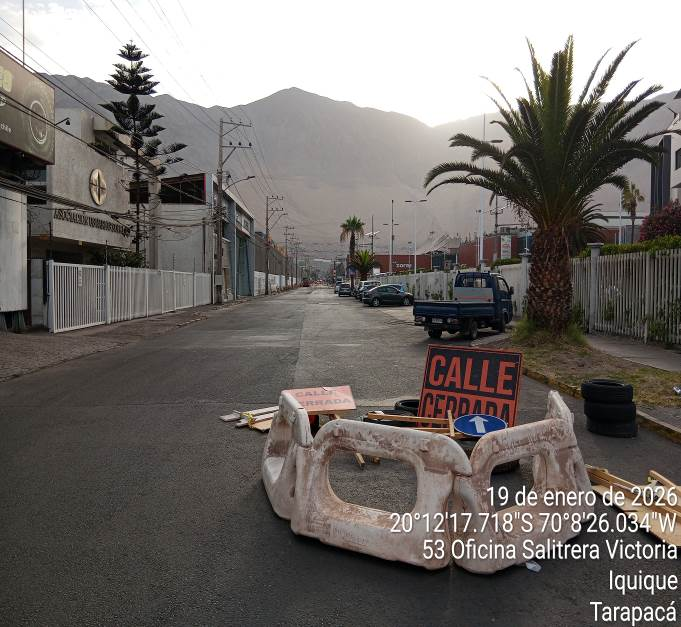 ASOCIACIÓN
CALLE
CERRADA
CALLE
CERRADA
19 de enero de 2026
20°12'17.718"S 70°8'26.034"W
53 Oficina Salitrera Victoria
Iquique
Tarapacá